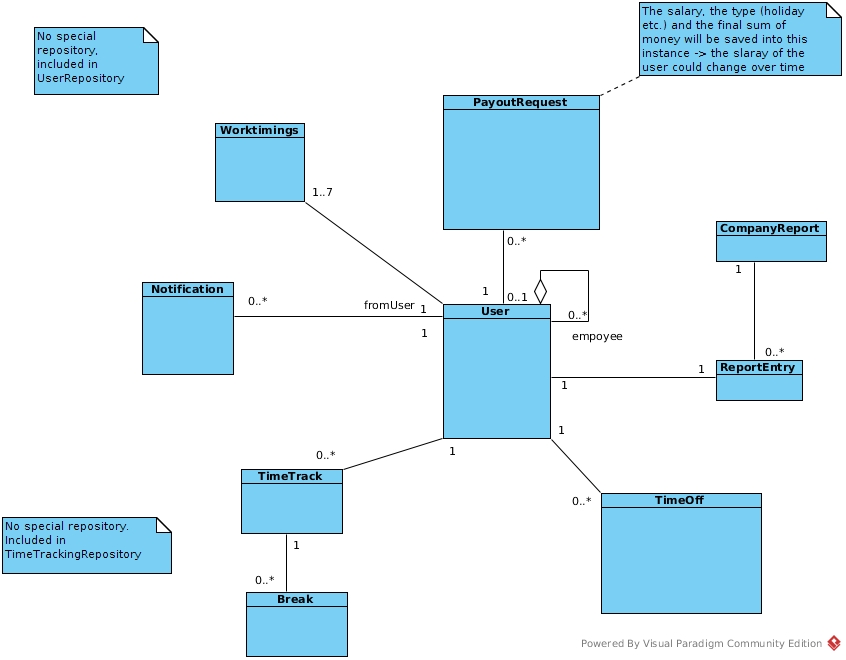 The salary, the type (holiday
etc.) and the final sum of
money will be saved into this
instance -> the slaray of the
user could change over time
No special
repository,
included in
UserRepository
PayoutRequest
Worktimings
1..7
0..*
CompanyReport
1
Notification
0..*
fromUser
1
1
1
0..1
User
0..*
empoyee
0..*
ReportEntry
1
1
1
1
0..*
TimeTrack
0..*
TimeOff
No special repository.
Included in
TimeTrackingRepository
1
0..*
Break
Powered By Visual Paradigm Community Edition